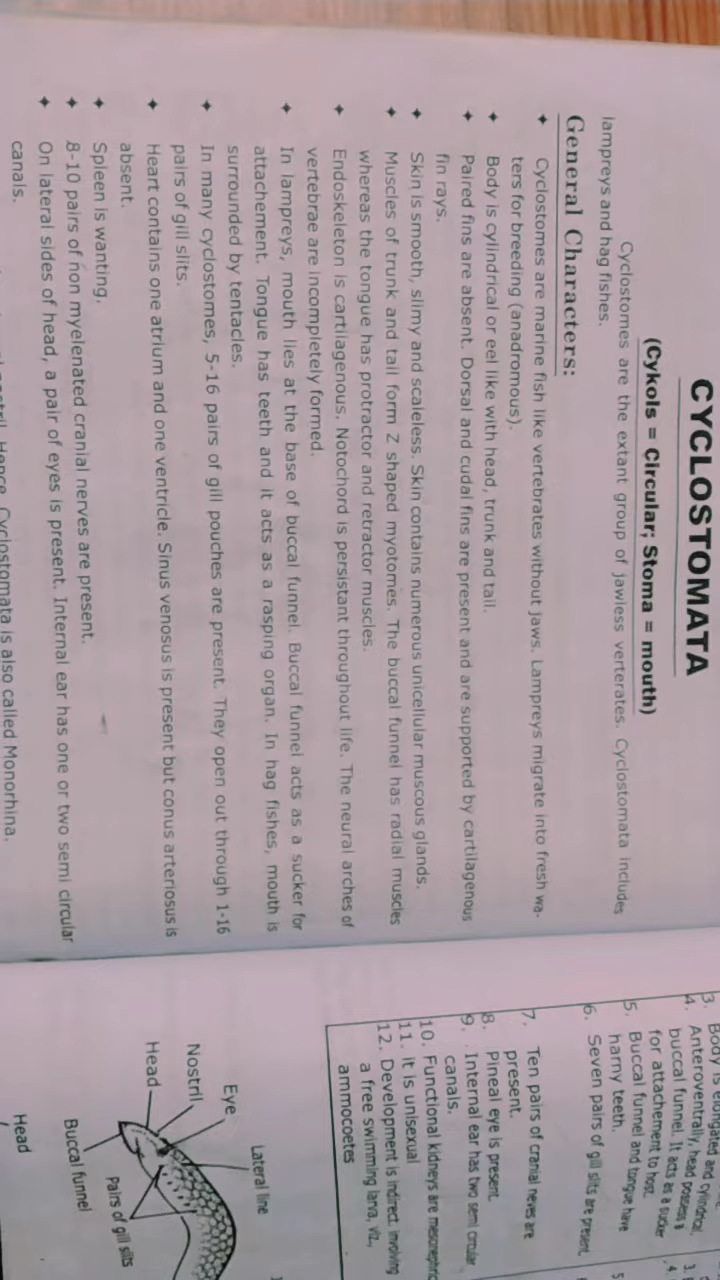 CYCLOSTOMATA
(Cykols = Circular; Stoma = mouth)
Cyclostomes are the extant group of jawless verterates. Cyclostomata includes
lampreys and hag fishes.
General Characters:
✦ Cyclostomes are marine fish like vertebrates without jaws. Lampreys migrate into fresh wa-
ters for breeding (anadromous).
✦ Body is cylindrical or eel like with head, trunk and tail.
✦ Paired fins are absent. Dorsal and cudal fins are present and are supported by cartilagenous
fin rays.
✦ Skin is smooth, slimy and scaleless. Skin contains numerous unicellular muscous glands.
✦ Muscles of trunk and tail form Z shaped myotomes. The buccal funnel has radial muscles
whereas the tongue has protractor and retractor muscles.
✦ Endoskeleton is cartilagenous. Notochord is persistant throughout life. The neural arches of
vertebrae are incompletely formed.
✦ In lampreys, mouth lies at the base of buccal funnel. Buccal funnel acts as a sucker for
attachement. Tongue has teeth and it acts as a rasping organ. In hag fishes, mouth is
surrounded by tentacles.
✦ In many cyclostomes, 5-16 pairs of gill pouches are present. They open out through 1-16
pairs of gill slits.
✦ Heart contains one atrium and one ventricle. Sinus venosus is present but conus arteriosus is
absent.
✦ Spleen is wanting.
✦ 8-10 pairs of non myelenated cranial nerves are present.
✦ On lateral sides of head, a pair of eyes is present. Internal ear has one or two semi circular
canals.
nostril. Hence, Cyclostomata is also called Monorhina.
3. Body is elongated and cylindrical.
4. Anteroventrally, head possess a
buccal funnel. It acts as a sucker
for attachement to host.
5. Buccal funnel and tongue have
harny teeth.
6. Seven pairs of gill slits are present.
7. Ten pairs of cranial neves are
present.
8. Pineal eye is present.
9. Internal ear has two semi circular
canals.
10. Functional kidneys are mesonephric
11. it is unisexual
12. Development is indirect. involving
a free swimming larva, viz.,
ammocoetes
3.
4.
5
Lateral line
Eye
Nostril
Head
Pairs of gill slits
Buccal funnel
Head